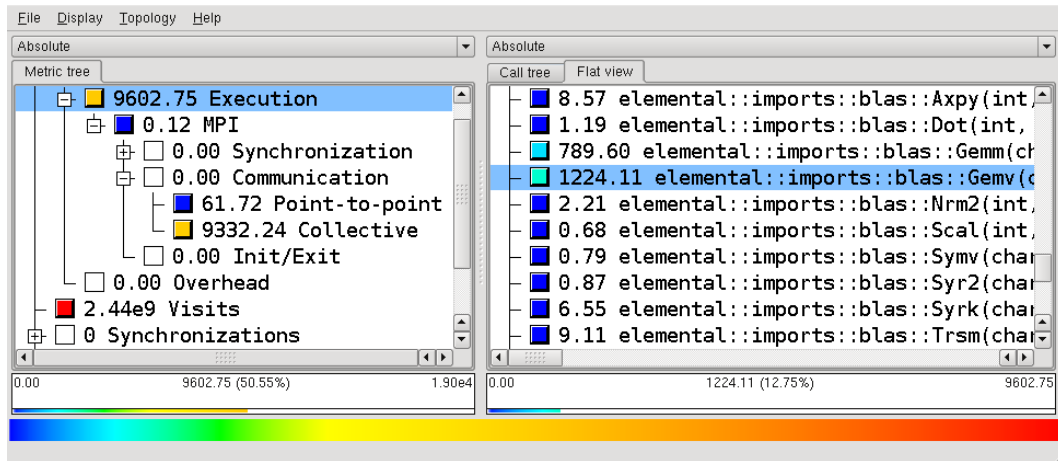 File Display Topology Help
Absolute
Metric tree
9602.75 Execution
0.12 MPI
0.00 Synchronization
0.00 Communication
61.72 Point-to-point
9332.24 Collective
0.00 Init/Exit
0.00 Overhead
2.44e9 Visits
0 Synchronizations
0.00 9602.75 (50.55%) 1.90e4
Absolute
Call tree Flat view
8.57 elemental::imports::blas::Axpy(int,
1.19 elemental::imports::blas::Dot(int,
789.60 elemental::imports::blas::Gemm(ch
1224.11 elemental::imports::blas::Gemv(c
2.21 elemental::imports::blas::Nrm2(int,
0.68 elemental::imports::blas::Scal(int,
0.79 elemental::imports::blas::Symv(char
0.87 elemental::imports::blas::Syr2(char
6.55 elemental::imports::blas::Syrk(char
9.11 elemental::imports::blas::Trsm(char
0.00 1224.11 (12.75%) 9602.75